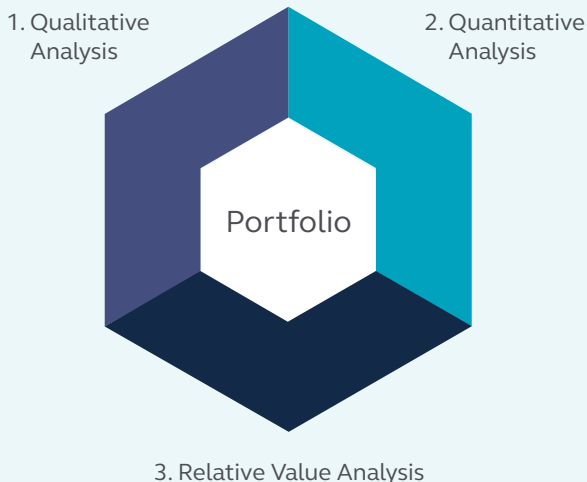 1. Qualitative
Analysis
2. Quantitative
Analysis
Portfolio
3. Relative Value Analysis